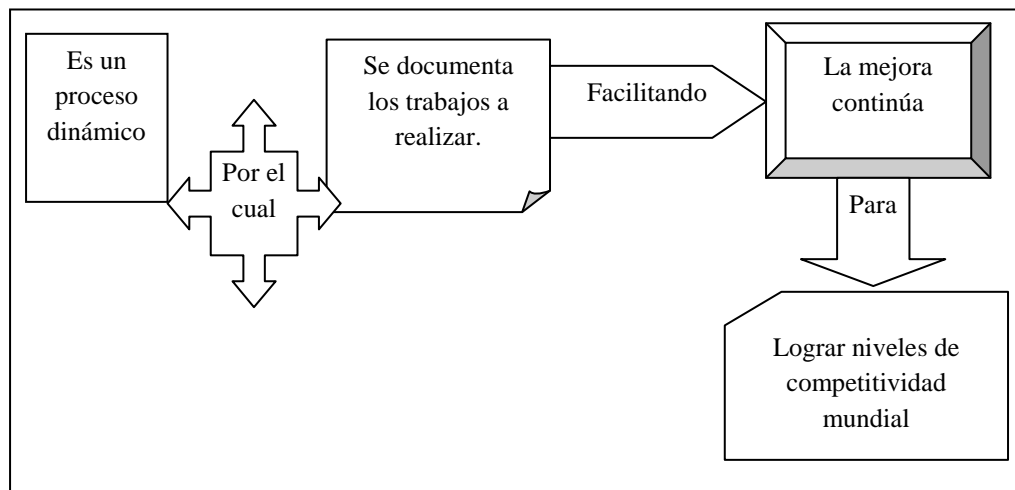 Es un
proceso
dinámico
Por el
cual
Se documenta
los trabajos a
realizar.
Facilitando
La mejora
continúa
Para
Lograr niveles de
competitividad
mundial